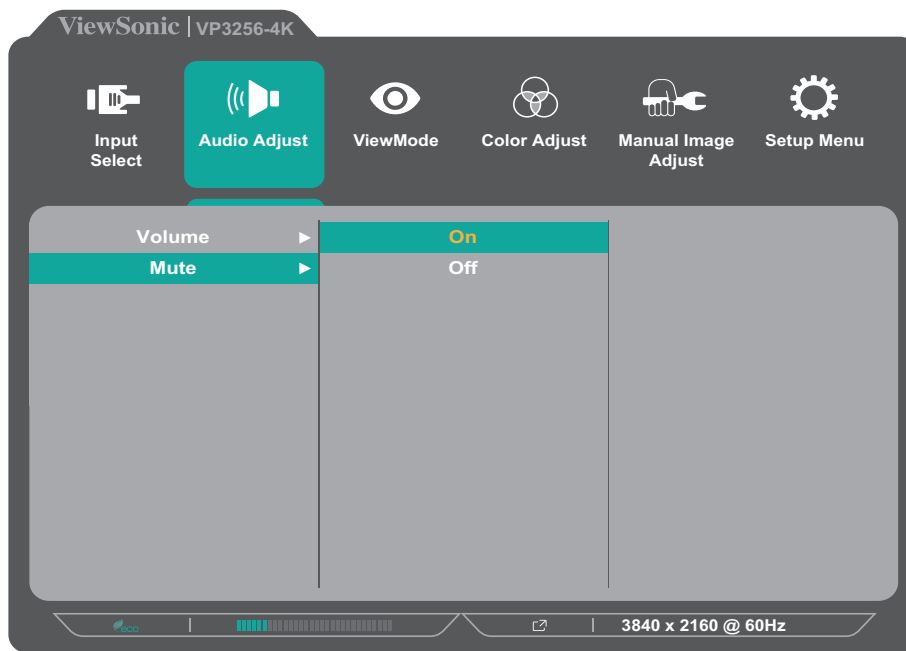 ViewSonic | VP3256-4K
Input Select
Audio Adjust
ViewMode
Color Adjust
Manual Image Adjust
Setup Menu
Volume
On
Mute
Off
eco
3840 x 2160 @ 60Hz